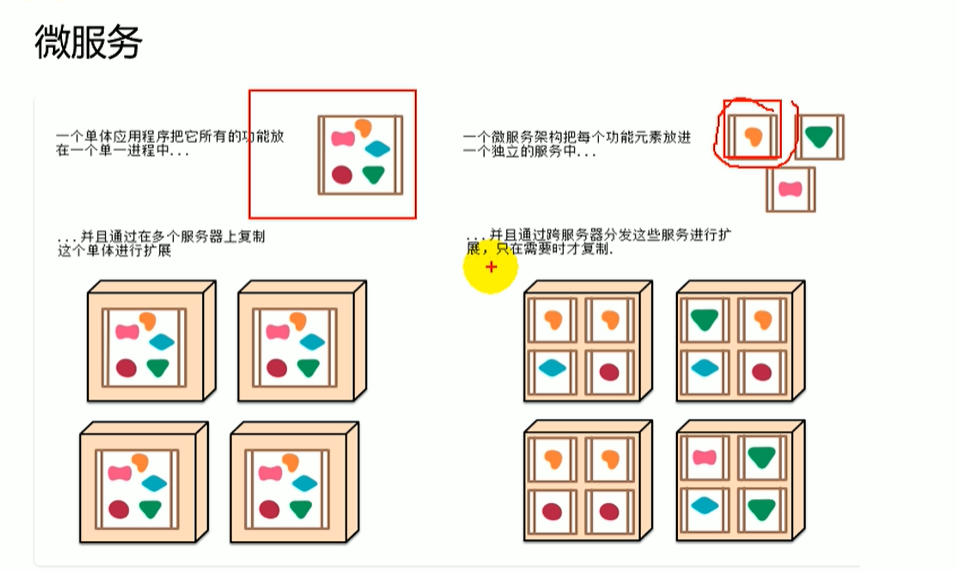 微服务
一个单体应用程序把它所有的功能放
在一个单一进程中...
...并且通过在多个服务器上复制
这个单体进行扩展
一个微服务架构把每个功能元素放进
一个独立的服务中...
...并且通过跨服务器分发这些服务进行扩
展，只在需要时才复制.